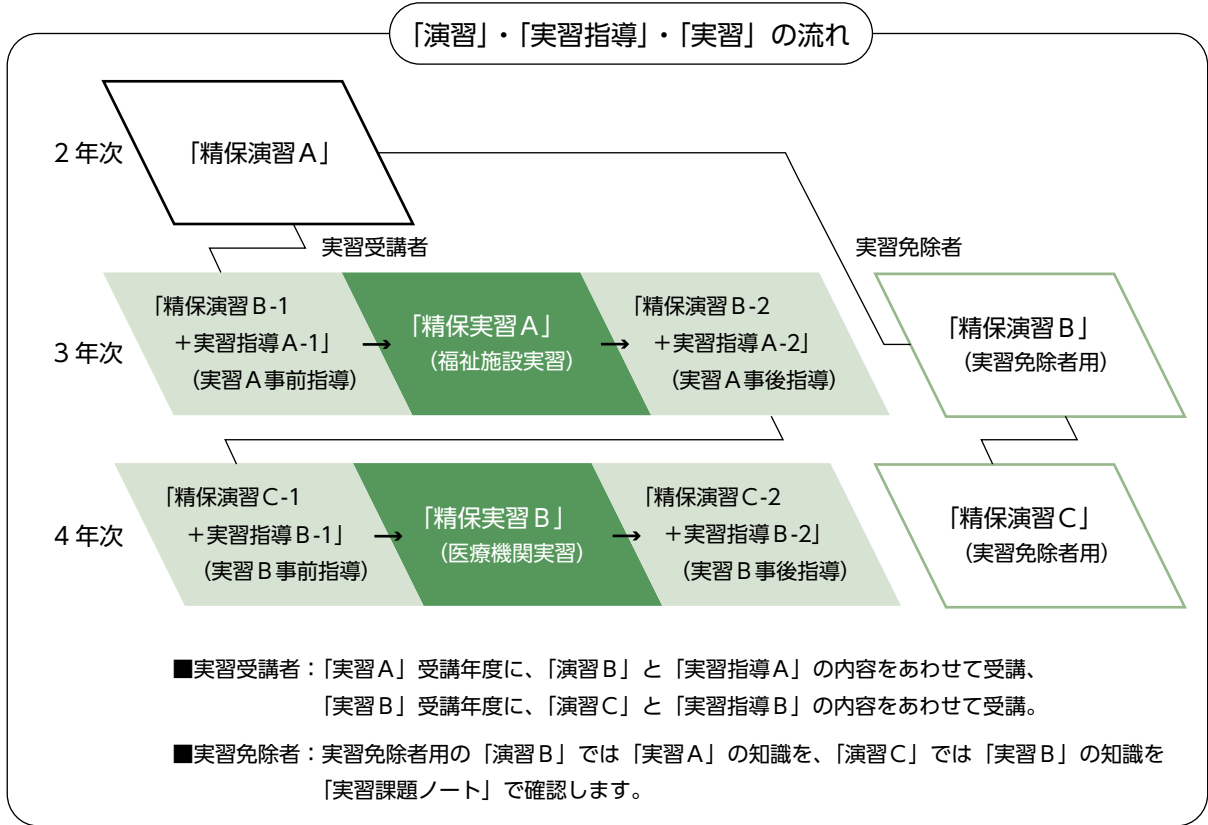 「演習」・「実習指導」・「実習」の流れ
2年次
「精保演習A」
実習受講者
実習免除者
3年次
「精保演習B-1
+実習指導A-1」
(実習A事前指導)
→
「精保実習A」
(福祉施設実習)
→
「精保演習B-2
+実習指導A-2」
(実習A事後指導)
「精保演習B」
(実習免除者用)
4年次
「精保演習C-1
+実習指導B-1」
(実習B事前指導)
→
「精保実習B」
(医療機関実習)
→
「精保演習C-2
+実習指導B-2」
(実習B事後指導)
「精保演習C」
(実習免除者用)
■実習受講者：「実習A」受講年度に、「演習B」と「実習指導A」の内容をあわせて受講、
「実習B」受講年度に、「演習C」と「実習指導B」の内容をあわせて受講。
■実習免除者：実習免除者用の「演習B」では「実習A」の知識を、「演習C」では「実習B」の知識を
「実習課題ノート」で確認します。